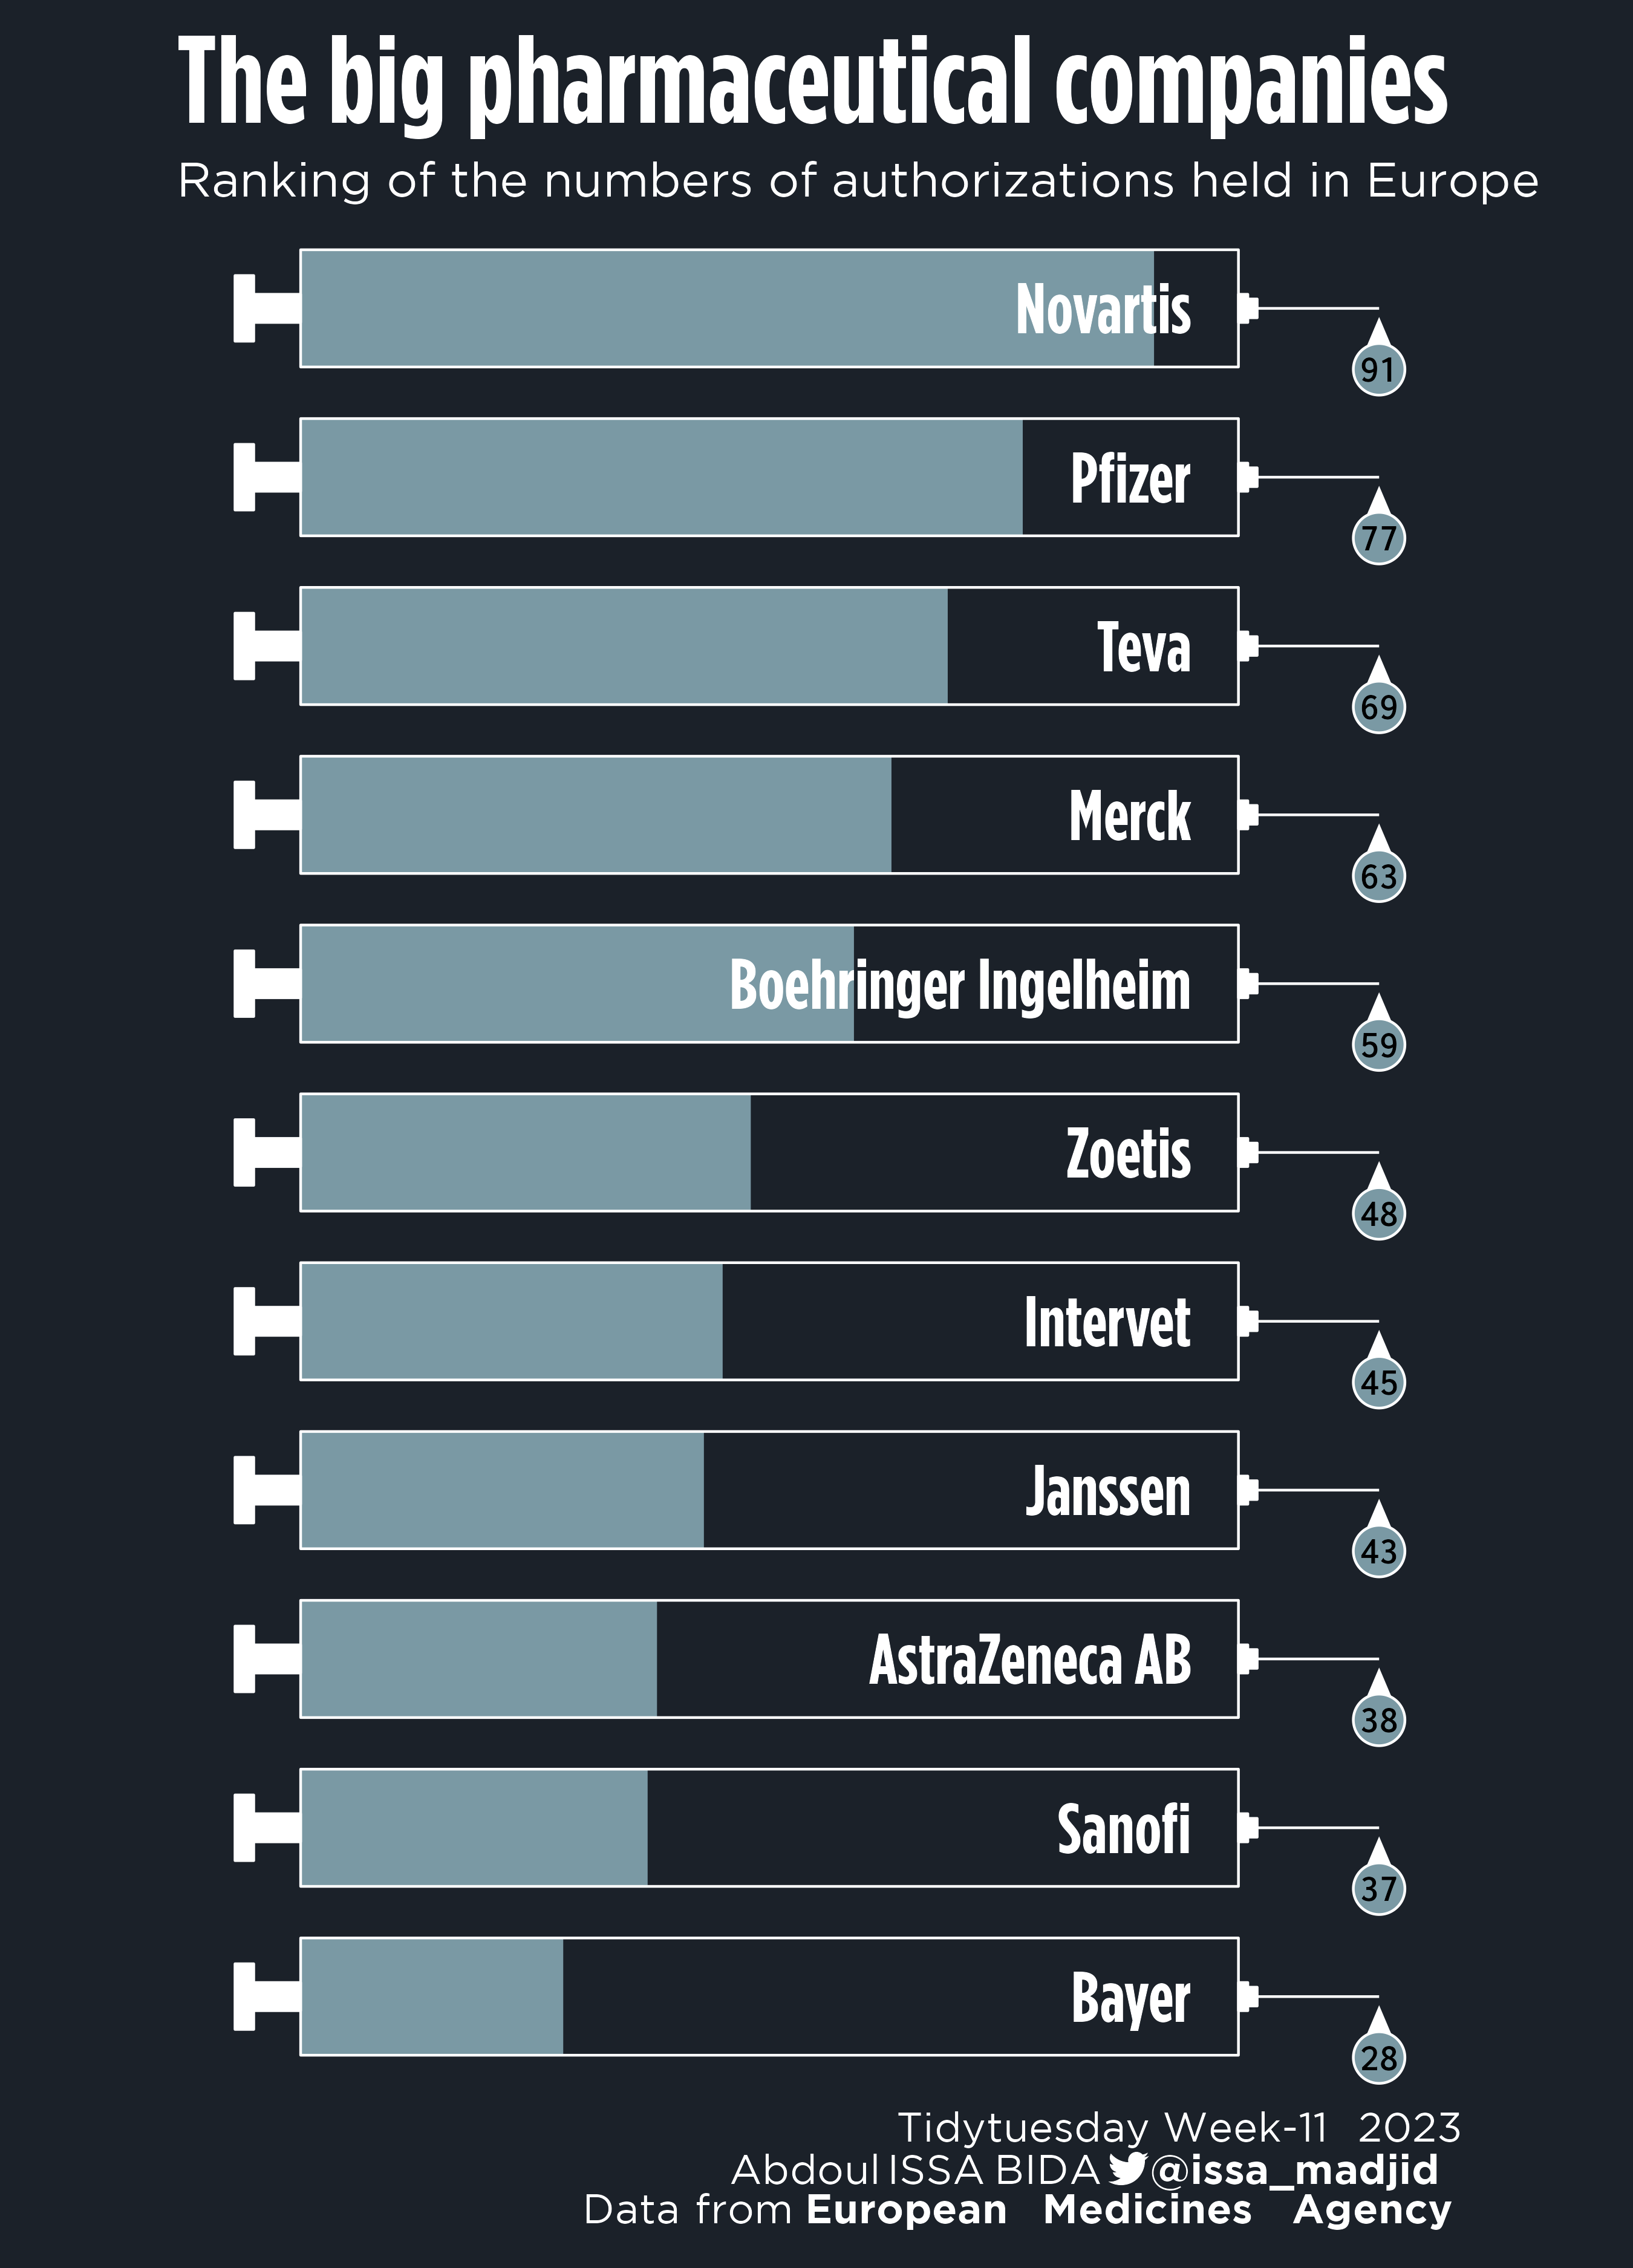 The big pharmaceutical companies
Ranking of the numbers of authorizations held in Europe
Novartis
91
Pfizer
77
Teva
69
Merck
63
Boehringer Ingelheim
59
Zoetis
48
Intervet
45
Janssen
43
AstraZeneca AB
38
Sanofi
37
Bayer
28
Tidytuesday Week-11 2023
Abdoul ISSA BIDA @issa_madjid
Data from European Medicines Agency